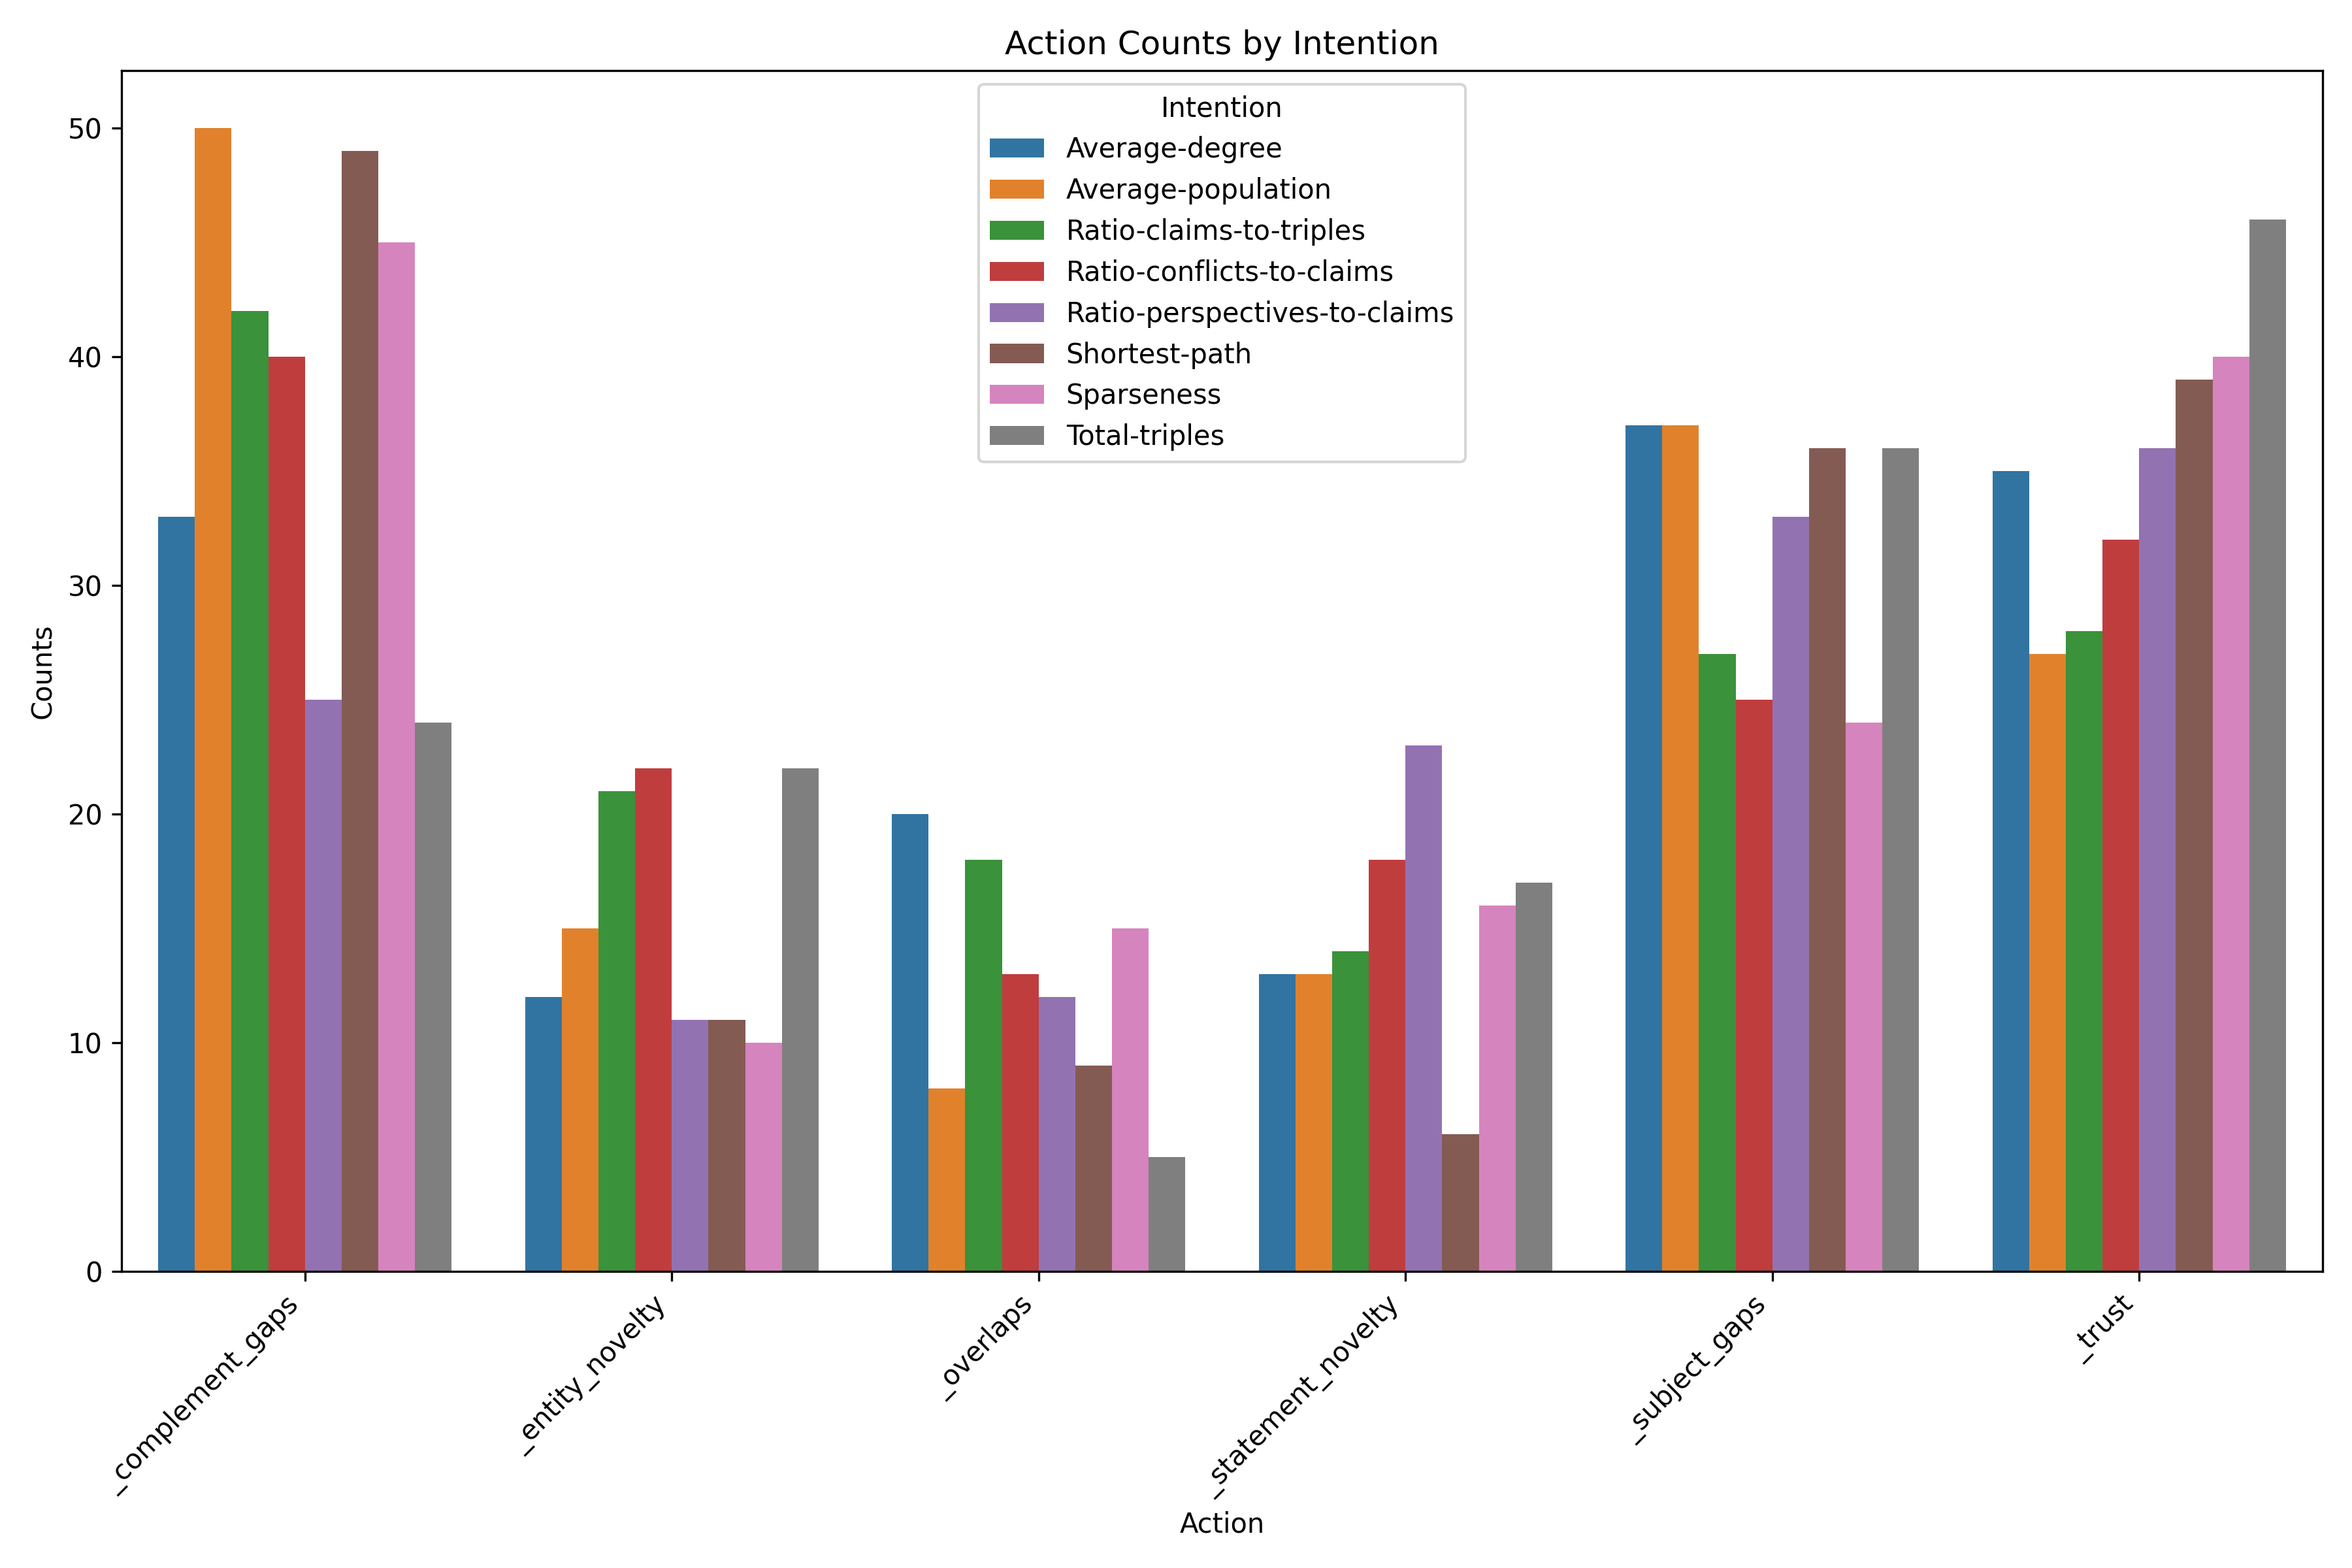 Action Counts by Intention
Intention
Average-degree
Average-population
Ratio-claims-to-triples
Ratio-conflicts-to-claims
Ratio-perspectives-to-claims
Shortest-path
Sparseness
Total-triples
Counts
50
40
30
20
10
0
_complement_gaps
_entity_novelty
_overlaps
_statement_novelty
_subject_gaps
_trust
Action